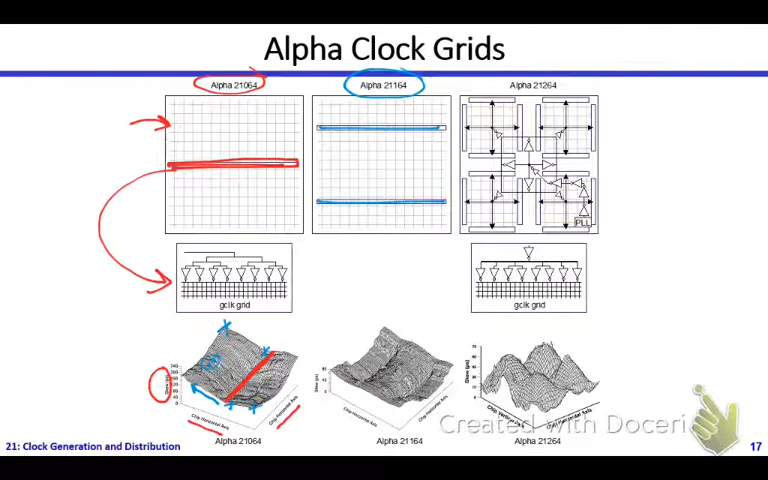 Alpha Clock Grids
Alpha 21064
Alpha 21164
Alpha 21264
PLL
gclk grid
gclk grid
Alpha 21064
Alpha 21164
Alpha 21264
Created with Doceri
21: Clock Generation and Distribution
17